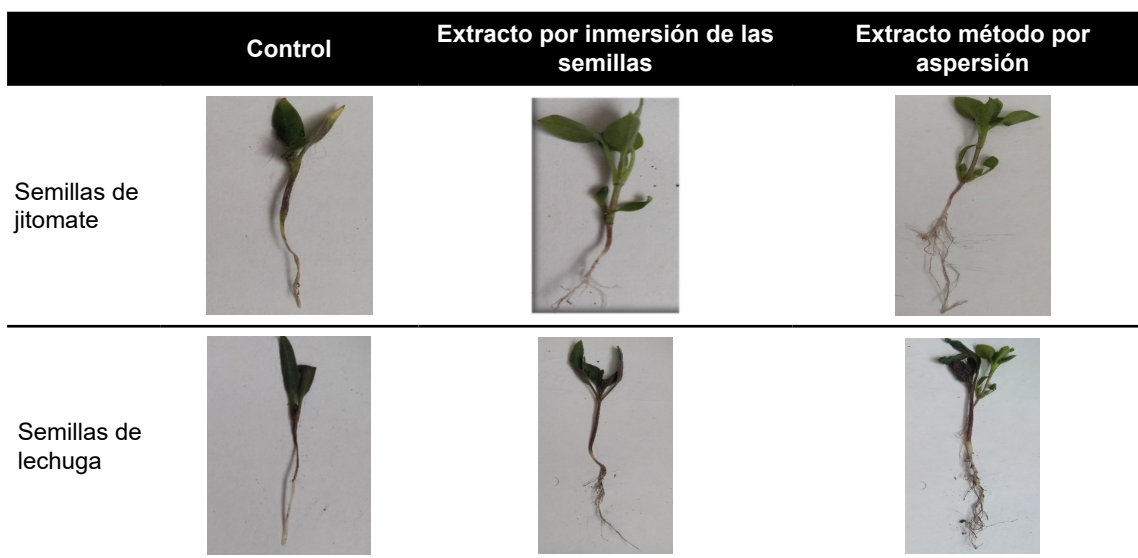 Control
Extracto por inmersión de las
semillas
Extracto método por
aspersión
Semillas de
jitomate
Semillas de
lechuga